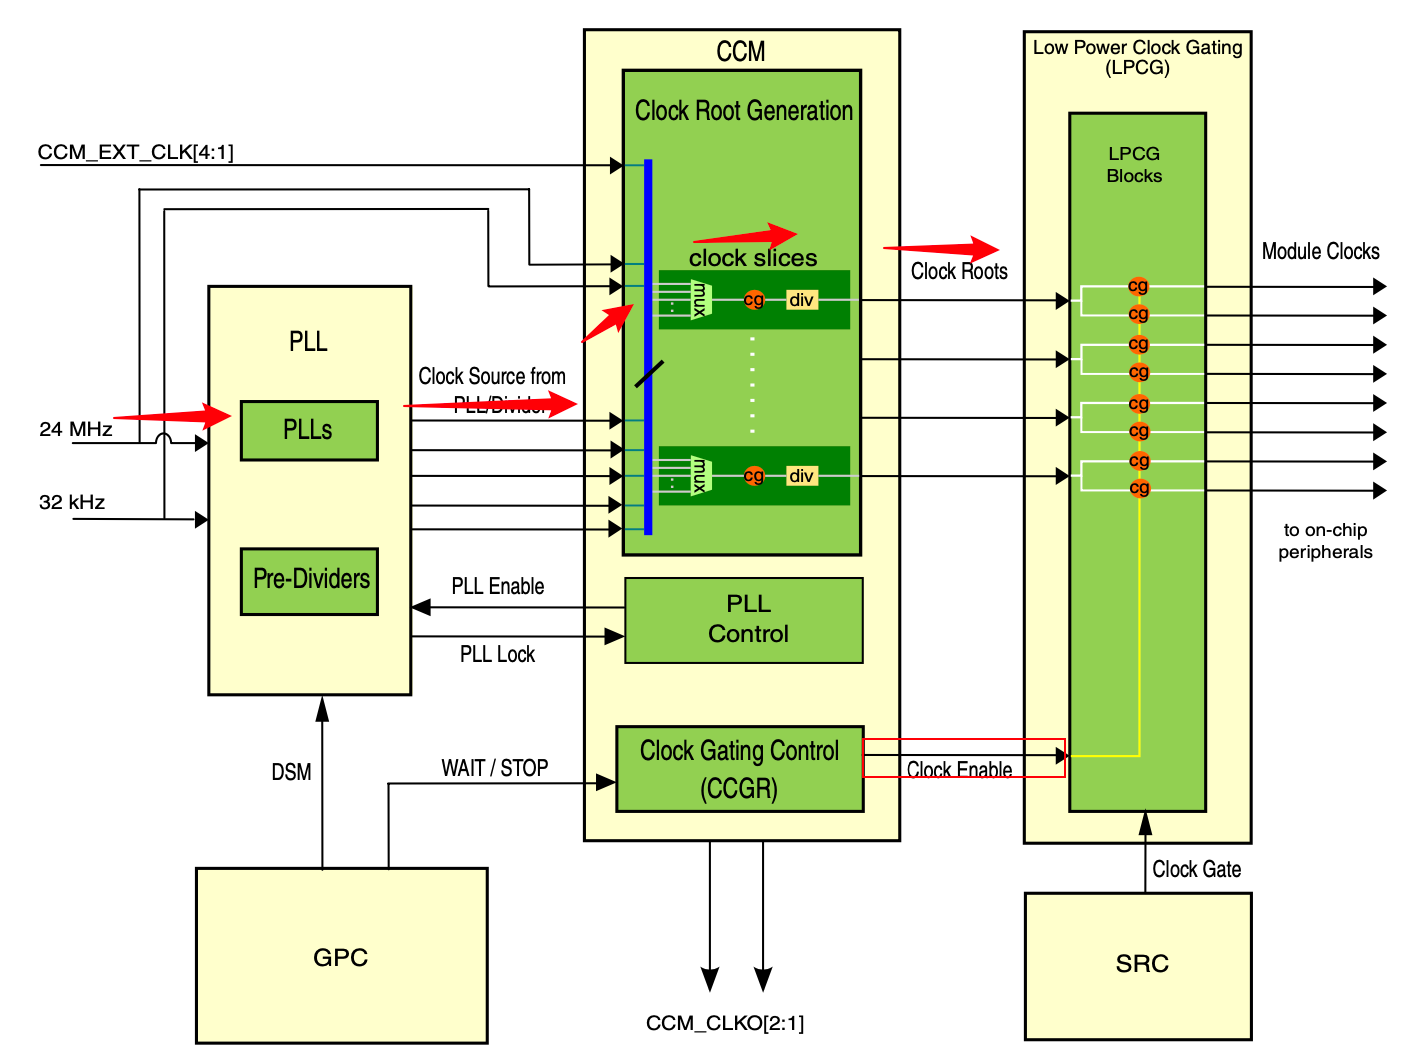 CCM
Low Power Clock Gating
(LPCG)
Clock Root Generation
CCM_EXT_CLK[4:1]
LPCG
Blocks
clock slices
Clock Roots
Module Clocks
mux
cg
div
cg
cg
cg
cg
cg
cg
cg
cg
PLL
Clock Source from
PLL/Divider
24 MHz
PLLs
mux
cg
div
32 kHz
to on-chip
peripherals
Pre-Dividers
PLL Enable
PLL
Control
PLL Lock
DSM
WAIT / STOP
Clock Gating Control
(CCGR)
Clock Enable
Clock Gate
GPC
SRC
CCM_CLKO[2:1]